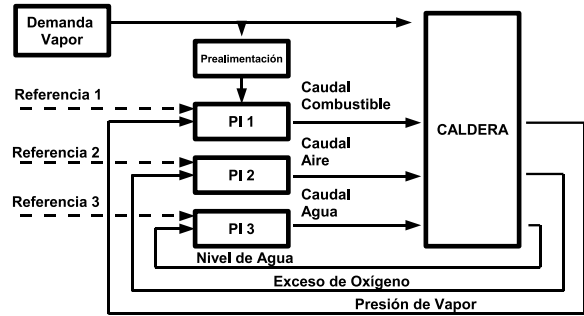 Demanda
Vapor
Prealimentación
Referencia 1
PI 1
Caudal
Combustible
CALDERA
Referencia 2
PI 2
Caudal
Aire
Referencia 3
PI 3
Caudal
Agua
Nivel de Agua
Exceso de Oxígeno
Presión de Vapor